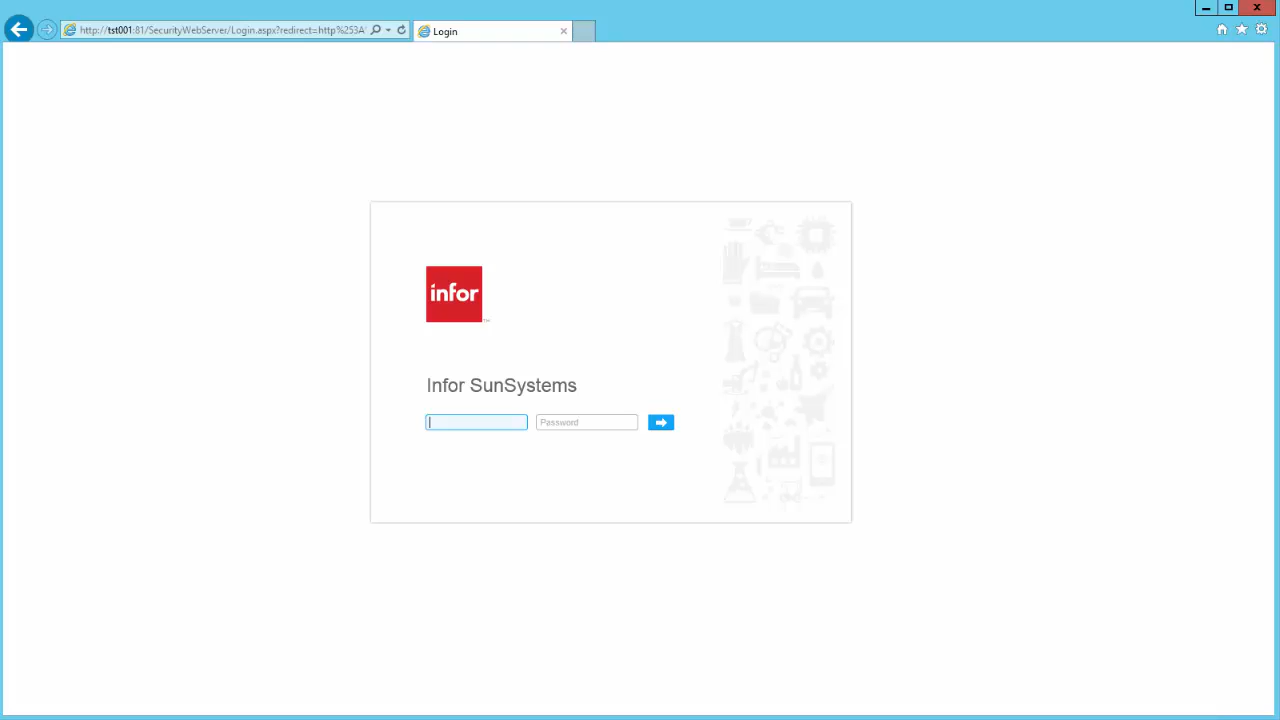 http://tst001:81/SecurityWebServer/Login.aspx?redirect=http%253A
Login
infor
Infor SunSystems
Password